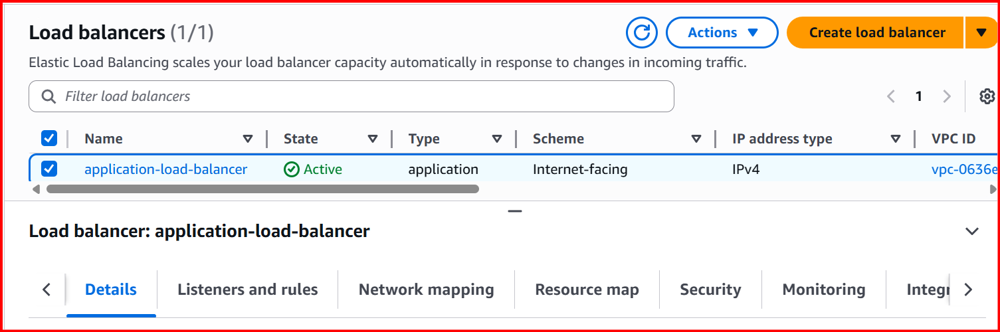 Load balancers (1/1)
Actions
Create load balancer
Elastic Load Balancing scales your load balancer capacity automatically in response to changes in incoming traffic.
Filter load balancers
1
Name State Type Scheme IP address type VPC ID
application-load-balancer Active application Internet-facing IPv4 vpc-0636e
Load balancer: application-load-balancer
Details Listeners and rules Network mapping Resource map Security Monitoring Integr